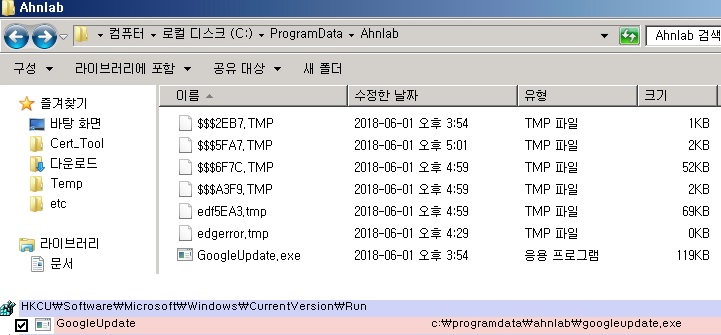 Ahnlab
컴퓨터 로컬 디스크 (C:) ProgramData Ahnlab
Ahnlab 검색
구성 라이브러리에 포함 공유 대상 새 폴더
즐겨찾기
바탕 화면
Cert_Tool
다운로드
Temp
etc
라이브러리
문서
이름 수정한 날짜 유형 크기
$$$2EB7.TMP 2018-06-01 오후 3:54 TMP 파일 1KB
$$$5FA7.TMP 2018-06-01 오후 5:01 TMP 파일 2KB
$$$6F7C.TMP 2018-06-01 오후 4:59 TMP 파일 52KB
$$$A3F9.TMP 2018-06-01 오후 4:59 TMP 파일 2KB
edf5EA3.tmp 2018-06-01 오후 4:59 TMP 파일 69KB
edgerror.tmp 2018-06-01 오후 4:29 TMP 파일 0KB
GoogleUpdate.exe 2018-06-01 오후 3:54 응용 프로그램 119KB
HKCU₩Software₩Microsoft₩Windows₩CurrentVersion₩Run
GoogleUpdate c:₩programdata₩ahnlab₩googleupdate.exe